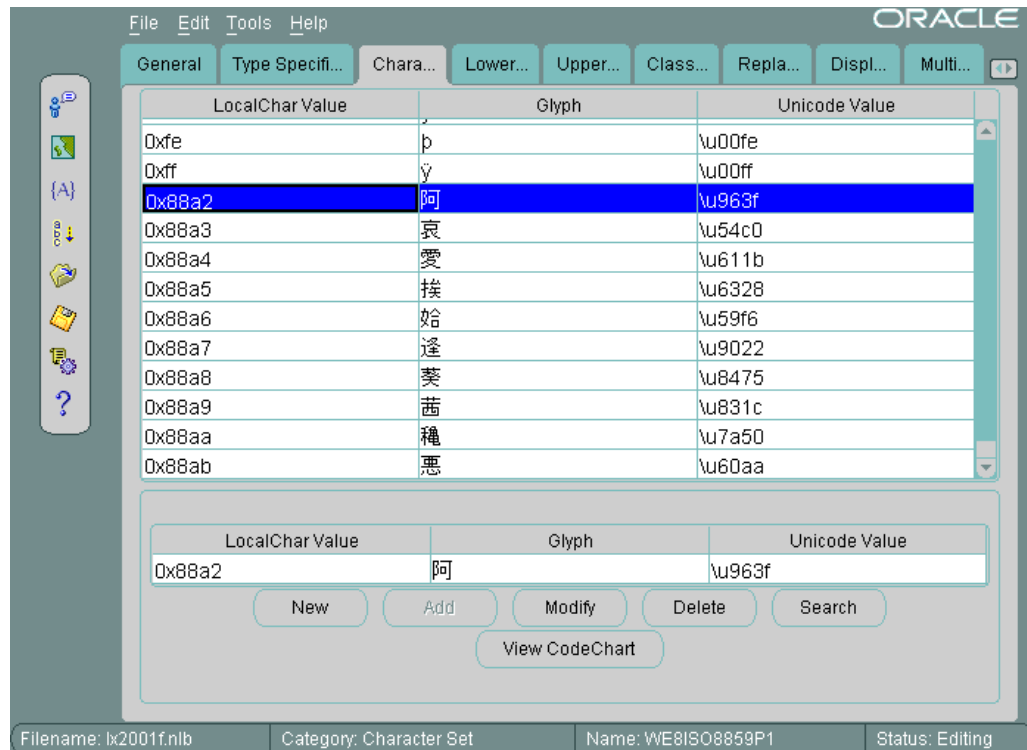 File Edit Tools Help ORACLE
General Type Specifi... Chara... Lower... Upper... Class... Repla... Displ... Multi...
LocalChar Value Glyph Unicode Value
0xfe þ \u00fe
0xff ÿ \u00ff
0x88a2 阿 \u963f
0x88a3 哀 \u54c0
0x88a4 愛 \u611b
0x88a5 挨 \u6328
0x88a6 姶 \u59f6
0x88a7 逢 \u9022
0x88a8 葵 \u8475
0x88a9 茜 \u831c
0x88aa 穐 \u7a50
0x88ab 悪 \u60aa
LocalChar Value Glyph Unicode Value
0x88a2 阿 \u963f
New Add Modify Delete Search
View CodeChart
Filename: lx2001f.nlb Category: Character Set Name: WE8ISO8859P1 Status: Editing